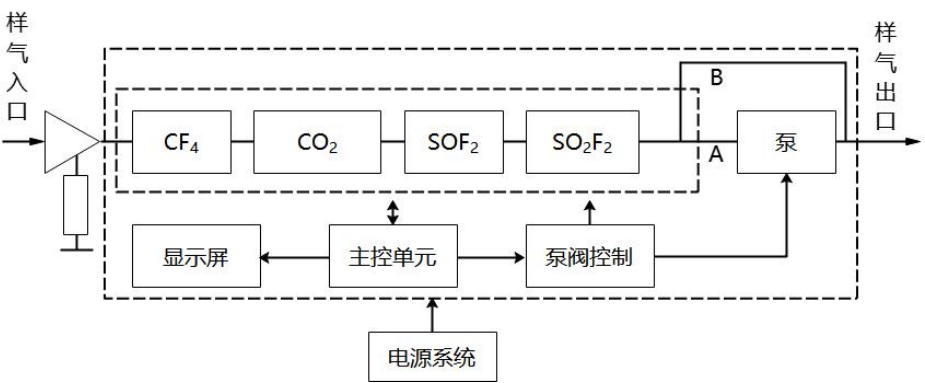 样气入口
样气出口
B
CF₄
CO₂
SOF₂
SO₂F₂
A
泵
显示屏
主控单元
泵阀控制
电源系统